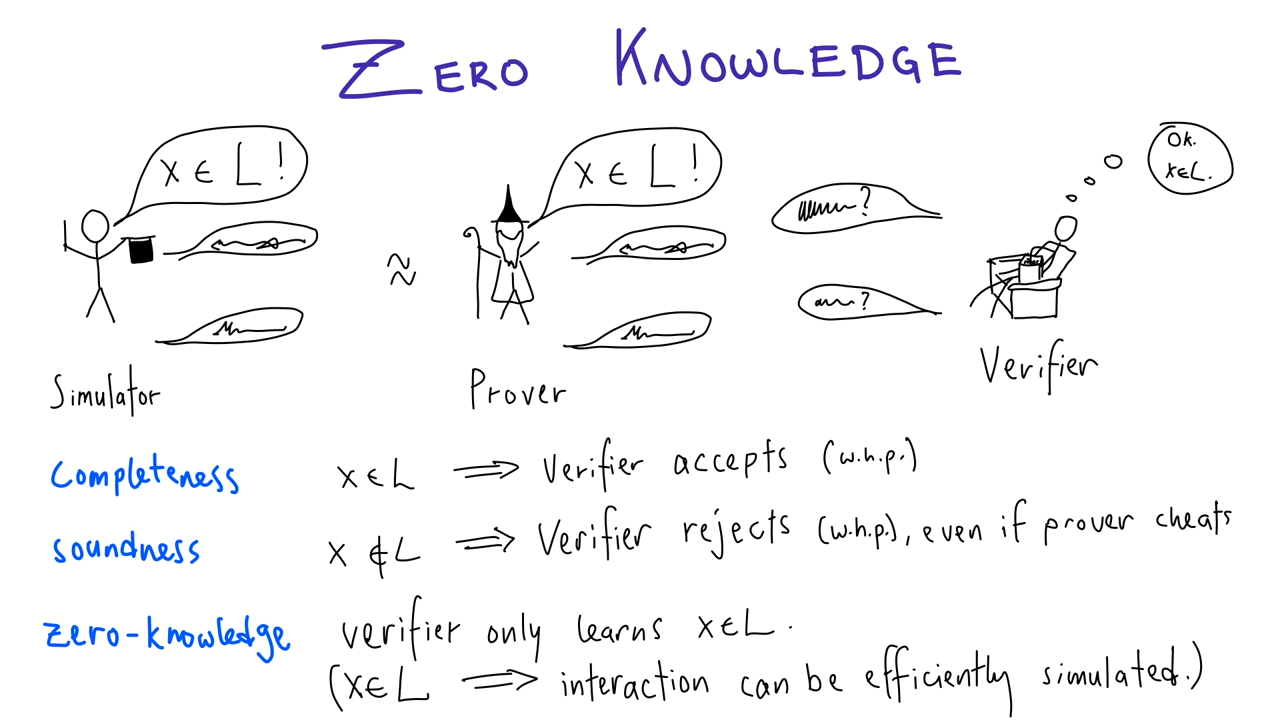 ZERO KNOWLEDGE
x ∈ L!
x ∈ L!
?
?
Ok.
x∈L.
Simulator
Prover
Verifier
Completeness x ∈ L ⟹ Verifier accepts (w.h.p.)
soundness x ∉ L ⟹ Verifier rejects (w.h.p.), even if prover cheats
zero-knowledge verifier only learns x∈L.
(x∈L ⟹ interaction can be efficiently simulated.)